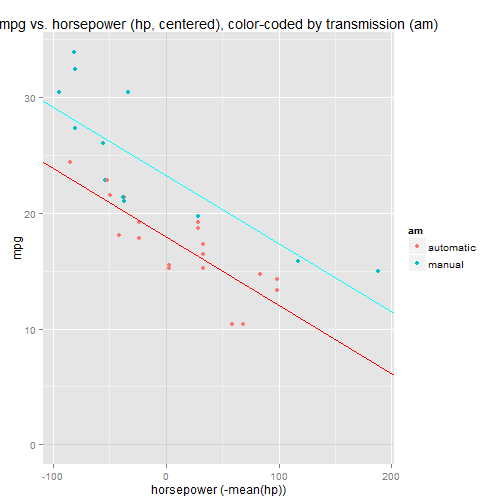 mpg vs. horsepower (hp, centered), color-coded by transmission (am)
30
20
10
0
mpg
-100 0 100 200
horsepower (-mean(hp))
am
automatic
manual